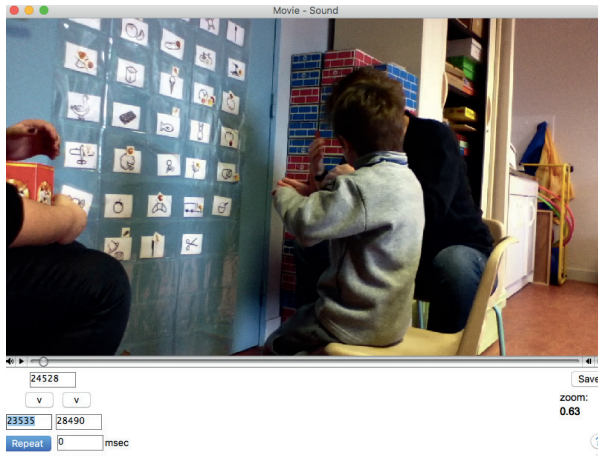 Movie - Sound
24528
Save
v v
zoom:
0.63
23535 28490
Repeat 0 msec
?